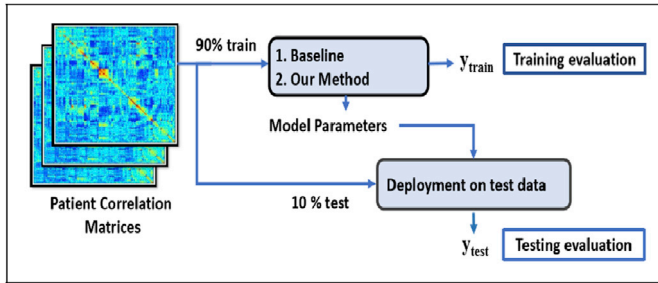 90% train
1. Baseline
2. Our Method
y_train
Training evaluation
Model Parameters
Patient Correlation
Matrices
10 % test
Deployment on test data
y_test
Testing evaluation